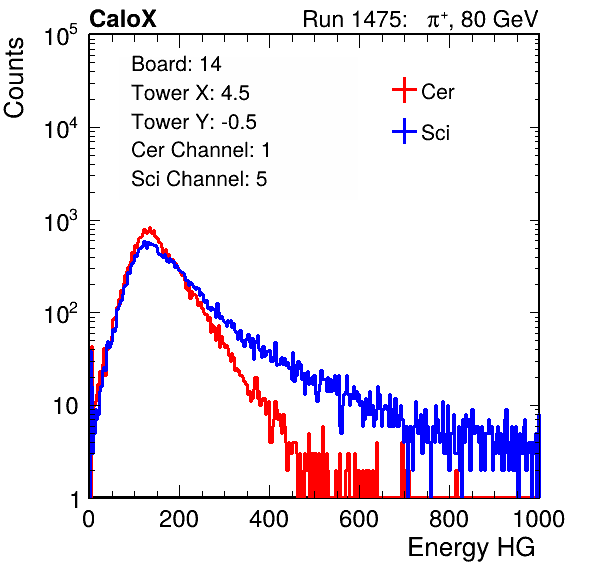 CaloX Run 1475: π⁺, 80 GeV
Counts
10⁵
10⁴
10³
10²
10
1
Board: 14
Tower X: 4.5
Tower Y: -0.5
Cer Channel: 1
Sci Channel: 5
Cer
Sci
0 200 400 600 800 1000
Energy HG